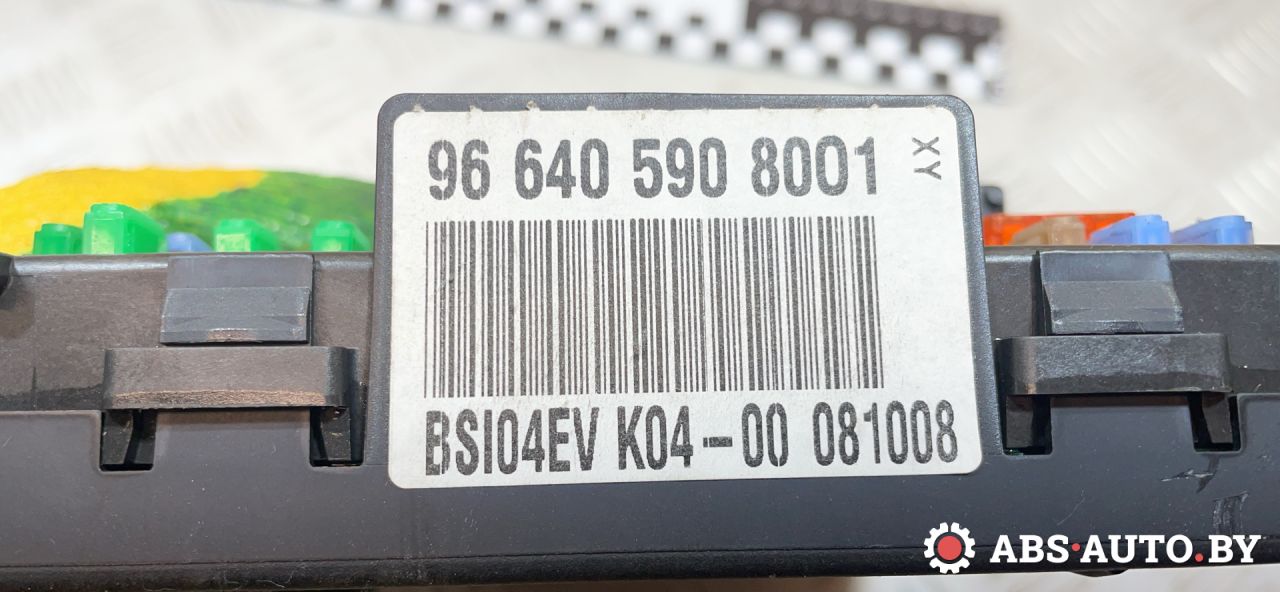 96 640 590 8001
XY
BSI04EV K04-00 081008
ABS·AUTO.BY